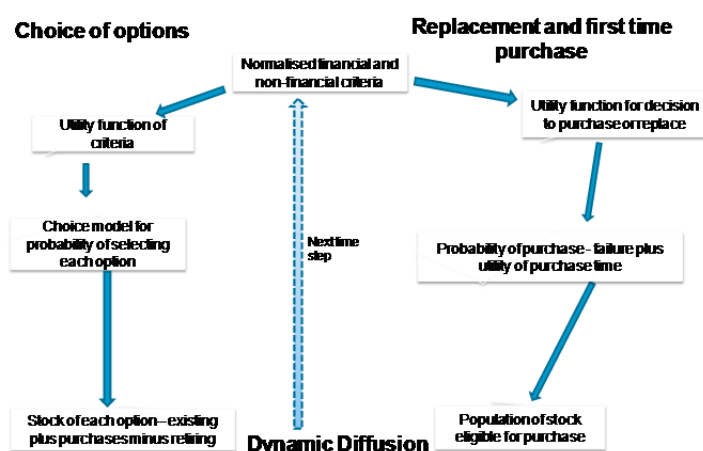 Choice of options
Replacement and first time
purchase
Normalised financial and
non-financial criteria
Utility function of
criteria
Utility function for decision
to purchase or replace
Choice model for
probability of selecting
each option
Next time
step
Probability of purchase - failure plus
utility of purchase time
Stock of each option – existing
plus purchases minus retiring
Population of stock
eligible for purchase
Dynamic Diffusion